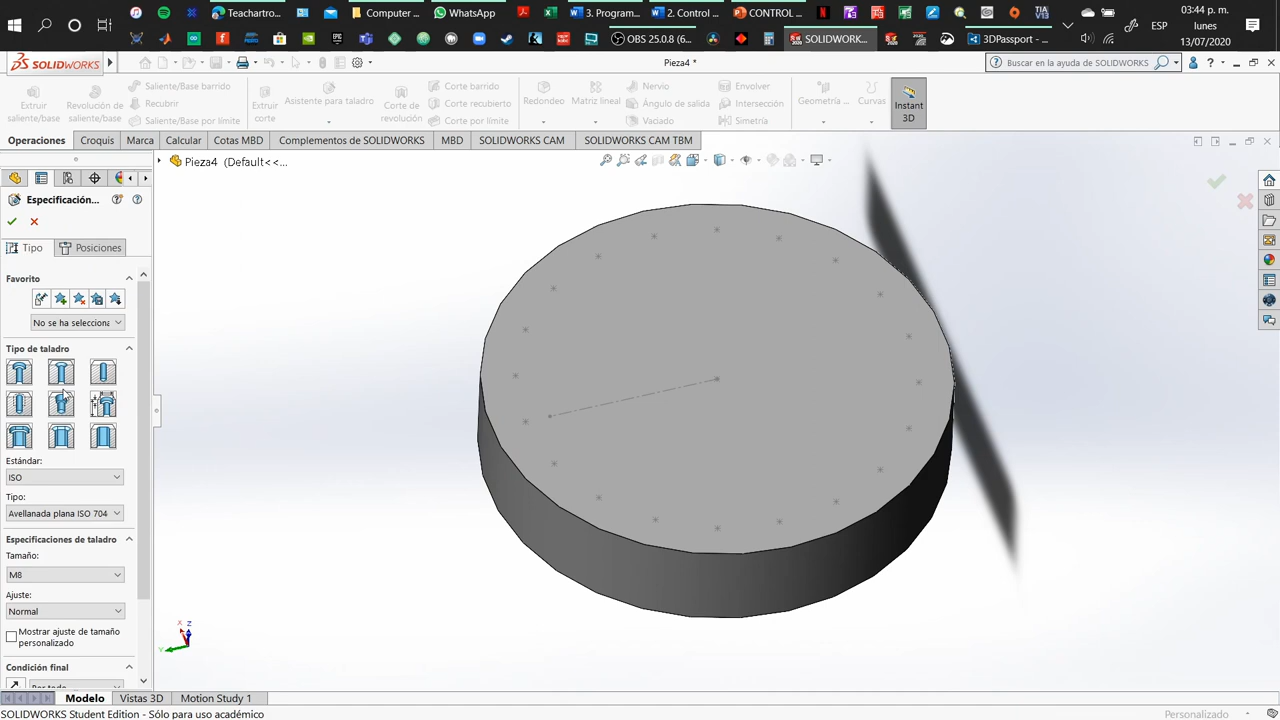 Teachartro...
Computer ...
WhatsApp
3. Program...
2. Control ...
CONTROL ...
TIA V13
ESP
03:44 p. m.
lunes
13/07/2020
OBS 25.0.8 (6...
SOLIDWORK...
3DPassport - ...
SOLIDWORKS
Pieza4 *
Buscar en la ayuda de SOLIDWORKS
Extruir saliente/base
Revolución de saliente/base
Saliente/Base barrido
Recubrir
Saliente/Base por límite
Extruir corte
Asistente para taladro
Corte de revolución
Corte barrido
Corte recubierto
Corte por límite
Redondeo
Matriz lineal
Nervio
Ángulo de salida
Vaciado
Envolver
Intersección
Simetría
Geometría ...
Curvas
Instant 3D
Operaciones
Croquis
Marca
Calcular
Cotas MBD
Complementos de SOLIDWORKS
MBD
SOLIDWORKS CAM
SOLIDWORKS CAM TBM
Pieza4 (Default<<...
Especificación...
Tipo
Posiciones
Favorito
No se ha selecciona
Tipo de taladro
Estándar:
ISO
Tipo:
Avellanada plana ISO 704
Especificaciones de taladro
Tamaño:
M8
Ajuste:
Normal
Mostrar ajuste de tamaño
personalizado
Condición final
Por todo
X
Z
Y
Modelo
Vistas 3D
Motion Study 1
SOLIDWORKS Student Edition - Sólo para uso académico
Personalizado